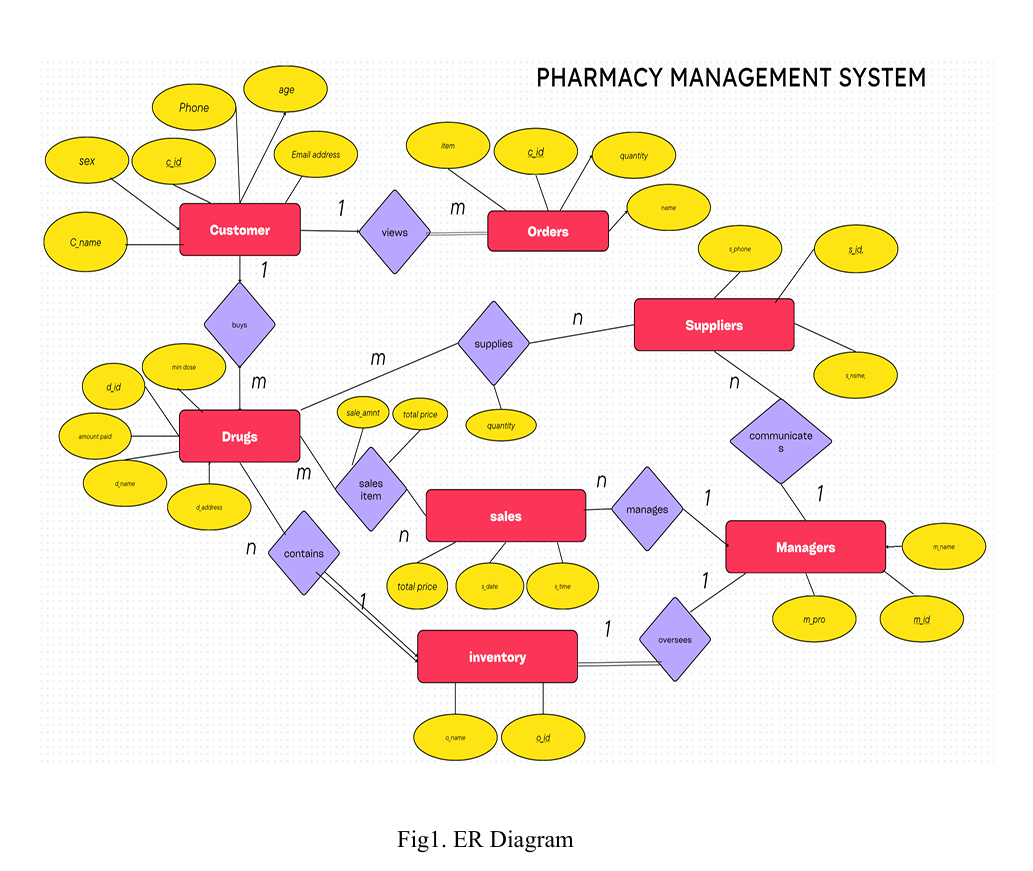 PHARMACY MANAGEMENT SYSTEM
age
Phone
sex
c_id
Email address
C_name
Customer
1
views
m
item
c_id
quantity
name
Orders
1
buys
m
s_phone
s_id,
Suppliers
s_nsme,
n
supplies
m
quantity
n
communicate
s
1
min dose
d_id
amount paid
d_name
d_address
Drugs
m
sale_amnt
total price
sales
item
n
sales
total price
s_date
s_time
n
manages
1
Managers
m_name
m_pro
m_id
n
contains
1
1
oversees
1
inventory
o_name
o_id
Fig1. ER Diagram